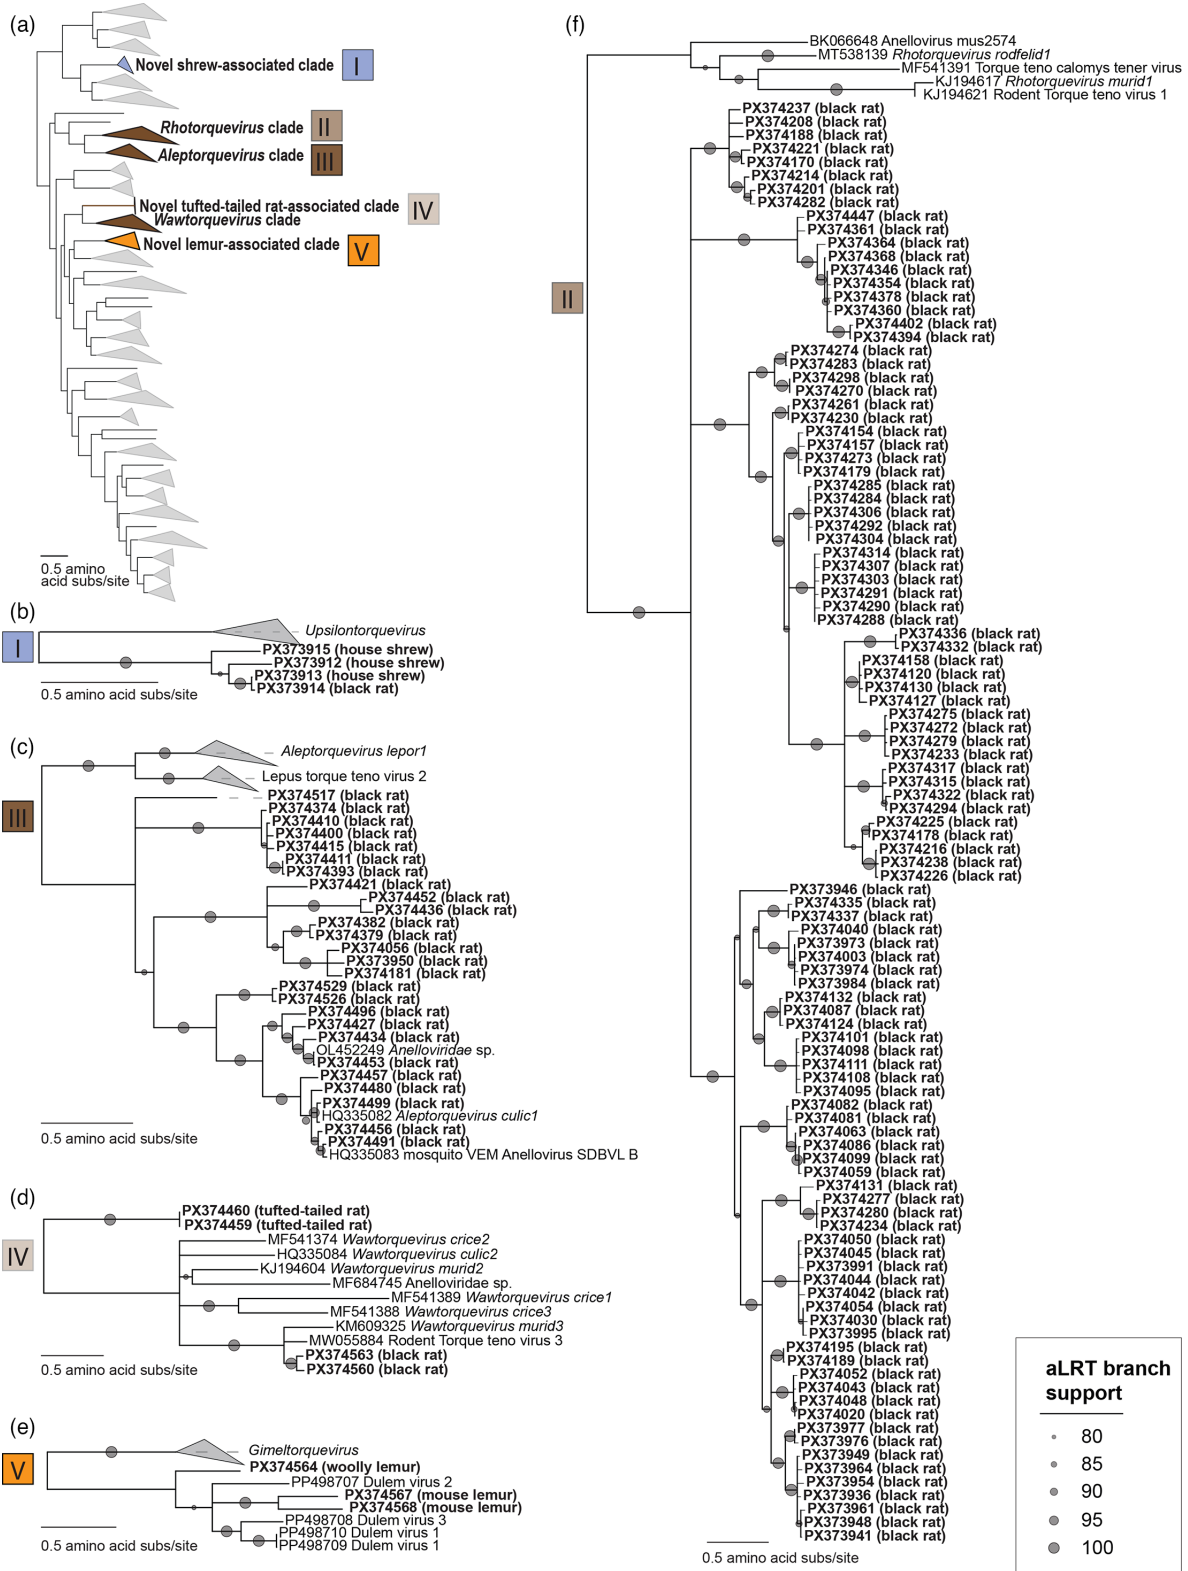 (a)
Novel shrew-associated clade
I
Rhotorquevirus clade
II
Aleptorquevirus clade
III
Novel tufted-tailed rat-associated clade
IV
Wawtorquevirus clade
Novel lemur-associated clade
V
0.5 amino
acid subs/site
(b)
I
Upsilontorquevirus
PX373915 (house shrew)
PX373912 (house shrew)
PX373913 (house shrew)
PX373914 (black rat)
0.5 amino acid subs/site
(c)
III
Aleptorquevirus lepor1
Lepus torque teno virus 2
PX374517 (black rat)
PX374374 (black rat)
PX374410 (black rat)
PX374400 (black rat)
PX374415 (black rat)
PX374411 (black rat)
PX374393 (black rat)
PX374421 (black rat)
PX374452 (black rat)
PX374436 (black rat)
PX374382 (black rat)
PX374379 (black rat)
PX374056 (black rat)
PX373950 (black rat)
PX374181 (black rat)
PX374529 (black rat)
PX374526 (black rat)
PX374496 (black rat)
PX374427 (black rat)
PX374434 (black rat)
OL452249 Anelloviridae sp.
PX374453 (black rat)
PX374457 (black rat)
PX374480 (black rat)
PX374499 (black rat)
HQ335082 Aleptorquevirus culic1
PX374456 (black rat)
PX374491 (black rat)
HQ335083 mosquito VEM Anellovirus SDBVL B
0.5 amino acid subs/site
(d)
IV
PX374460 (tufted-tailed rat)
PX374459 (tufted-tailed rat)
MF541374 Wawtorquevirus crice2
HQ335084 Wawtorquevirus culic2
KJ194604 Wawtorquevirus murid2
MF684745 Anelloviridae sp.
MF541389 Wawtorquevirus crice1
MF541388 Wawtorquevirus crice3
KM609325 Wawtorquevirus murid3
MW055884 Rodent Torque teno virus 3
PX374563 (black rat)
PX374560 (black rat)
0.5 amino acid subs/site
(e)
V
Gimeltorquevirus
PX374564 (woolly lemur)
PP498707 Dulem virus 2
PX374567 (mouse lemur)
PX374568 (mouse lemur)
PP498708 Dulem virus 3
PP498710 Dulem virus 1
PP498709 Dulem virus 1
0.5 amino acid subs/site
(f)
II
BK066648 Anellovirus mus2574
MT538139 Rhotorquevirus rodfelid1
MF541391 Torque teno calomys tener virus
KJ194617 Rhotorquevirus murid1
KJ194621 Rodent Torque teno virus 1
PX374237 (black rat)
PX374208 (black rat)
PX374188 (black rat)
PX374221 (black rat)
PX374170 (black rat)
PX374214 (black rat)
PX374201 (black rat)
PX374282 (black rat)
PX374447 (black rat)
PX374361 (black rat)
PX374364 (black rat)
PX374368 (black rat)
PX374346 (black rat)
PX374354 (black rat)
PX374378 (black rat)
PX374360 (black rat)
PX374402 (black rat)
PX374394 (black rat)
PX374274 (black rat)
PX374283 (black rat)
PX374298 (black rat)
PX374270 (black rat)
PX374261 (black rat)
PX374230 (black rat)
PX374154 (black rat)
PX374157 (black rat)
PX374273 (black rat)
PX374179 (black rat)
PX374285 (black rat)
PX374284 (black rat)
PX374306 (black rat)
PX374292 (black rat)
PX374304 (black rat)
PX374314 (black rat)
PX374307 (black rat)
PX374303 (black rat)
PX374291 (black rat)
PX374290 (black rat)
PX374288 (black rat)
PX374336 (black rat)
PX374332 (black rat)
PX374158 (black rat)
PX374120 (black rat)
PX374130 (black rat)
PX374127 (black rat)
PX374275 (black rat)
PX374272 (black rat)
PX374279 (black rat)
PX374233 (black rat)
PX374317 (black rat)
PX374315 (black rat)
PX374322 (black rat)
PX374294 (black rat)
PX374225 (black rat)
PX374178 (black rat)
PX374216 (black rat)
PX374238 (black rat)
PX374226 (black rat)
PX373946 (black rat)
PX374335 (black rat)
PX374337 (black rat)
PX374040 (black rat)
PX373973 (black rat)
PX374003 (black rat)
PX373974 (black rat)
PX373984 (black rat)
PX374132 (black rat)
PX374087 (black rat)
PX374124 (black rat)
PX374101 (black rat)
PX374098 (black rat)
PX374111 (black rat)
PX374108 (black rat)
PX374095 (black rat)
PX374082 (black rat)
PX374081 (black rat)
PX374063 (black rat)
PX374086 (black rat)
PX374099 (black rat)
PX374059 (black rat)
PX374131 (black rat)
PX374277 (black rat)
PX374280 (black rat)
PX374234 (black rat)
PX374050 (black rat)
PX374045 (black rat)
PX373991 (black rat)
PX374044 (black rat)
PX374042 (black rat)
PX374054 (black rat)
PX374030 (black rat)
PX373995 (black rat)
PX374195 (black rat)
PX374189 (black rat)
PX374052 (black rat)
PX374043 (black rat)
PX374048 (black rat)
PX374020 (black rat)
PX373977 (black rat)
PX373976 (black rat)
PX373949 (black rat)
PX373964 (black rat)
PX373954 (black rat)
PX373936 (black rat)
PX373961 (black rat)
PX373948 (black rat)
PX373941 (black rat)
0.5 amino acid subs/site
aLRT branch
support
80
85
90
95
100